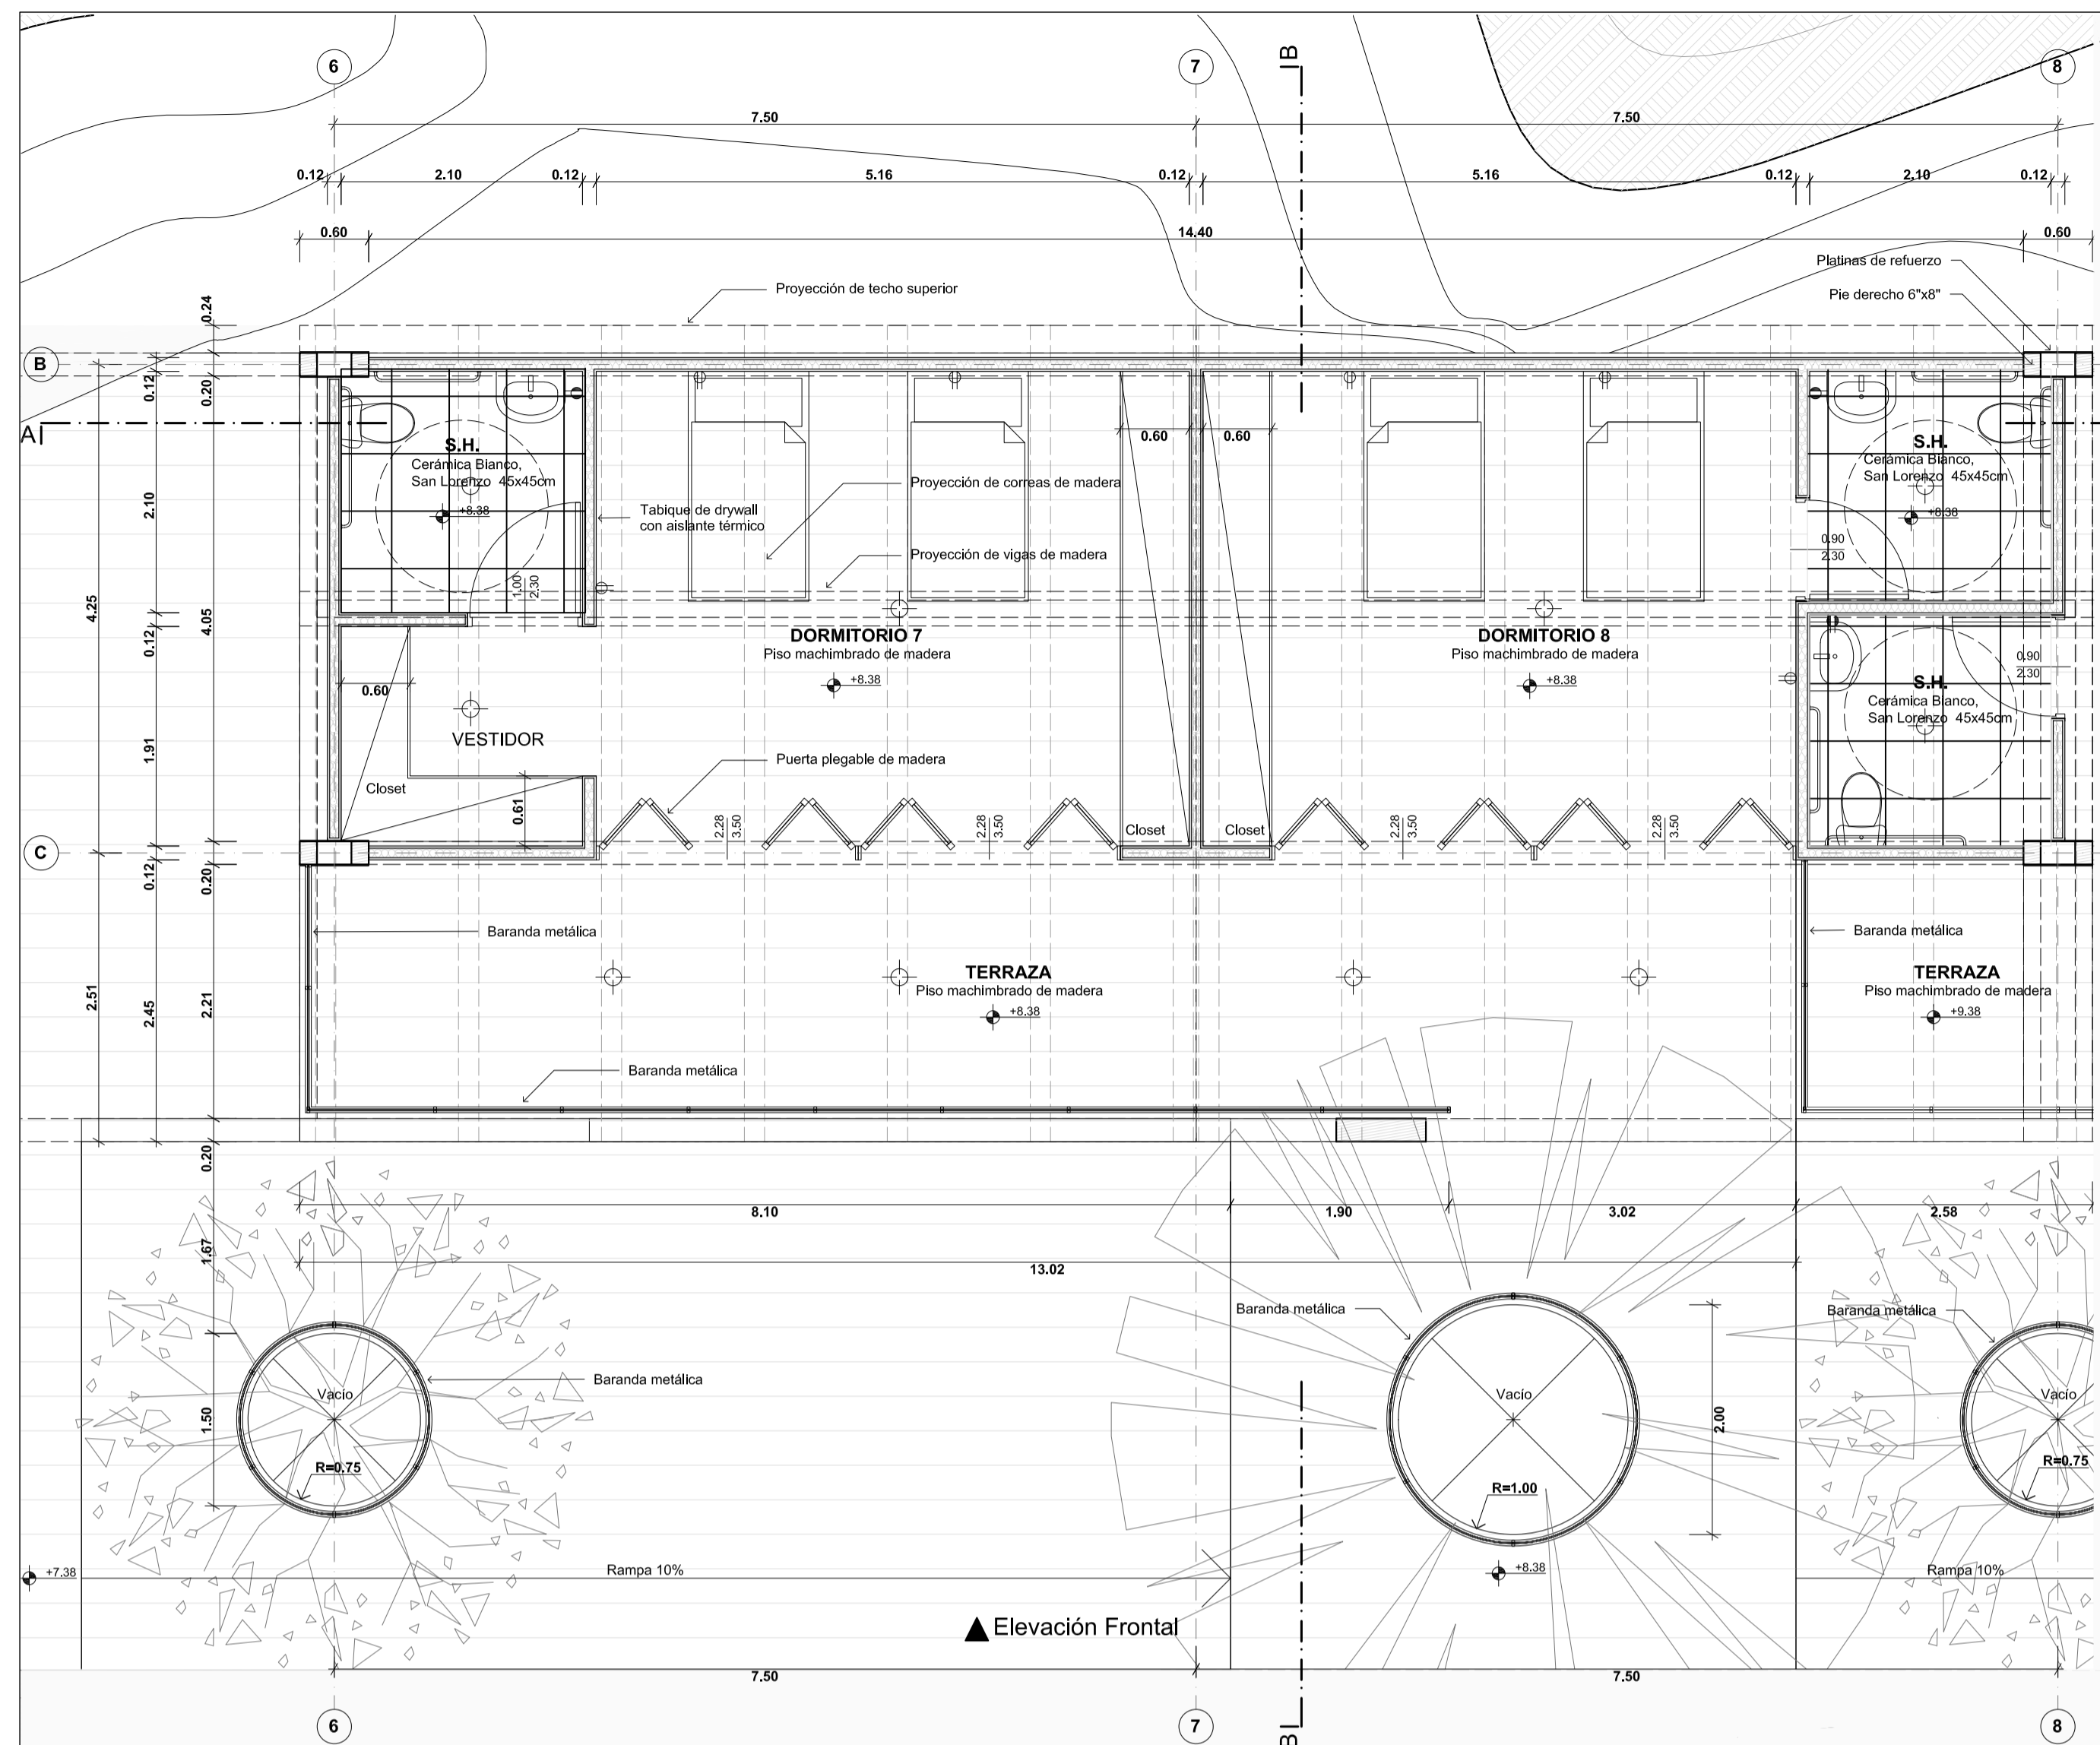 6
7
B
8
7.50
7.50
0.12
2.10
0.12
5.16
0.12
5.16
0.12
2.10
0.12
0.60
14.40
0.60
Platinas de refuerzo
Proyección de techo superior
Pie derecho 6"x8"
0.24
B
0.12
0.20
A
0.60
0.60
S.H.
Cerámica Blanco,
San Lorenzo 45x45cm
+8.38
S.H.
Cerámica Blanco,
San Lorenzo 45x45cm
+8.38
Proyección de correas de madera
2.10
Tabique de drywall
con aislante térmico
Proyección de vigas de madera
0.90
2.30
1.00
2.30
4.25
4.05
0.12
DORMITORIO 7
Piso machimbrado de madera
+8.38
DORMITORIO 8
Piso machimbrado de madera
+8.38
0.90
2.30
S.H.
Cerámica Blanco,
San Lorenzo 45x45cm
0.60
VESTIDOR
1.91
Puerta plegable de madera
Closet
0.61
2.28
3.50
2.28
3.50
Closet
Closet
2.28
3.50
2.28
3.50
C
0.12
0.20
Baranda metálica
Baranda metálica
TERRAZA
Piso machimbrado de madera
+8.38
TERRAZA
Piso machimbrado de madera
+9.38
2.51
2.45
2.21
Baranda metálica
0.20
8.10
1.90
3.02
2.58
1.67
13.02
Baranda metálica
Baranda metálica
Baranda metálica
Vacío
Vacío
Vacío
1.50
2.00
R=0.75
R=1.00
R=0.75
+7.38
Rampa 10%
+8.38
Rampa 10%
Elevación Frontal
7.50
7.50
6
7
B
8